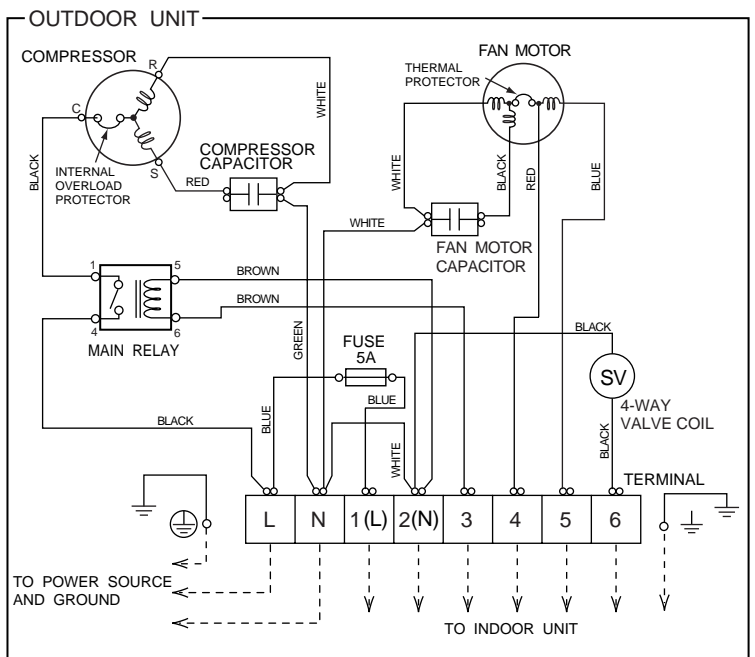 OUTDOOR UNIT
COMPRESSOR
R
C
S
INTERNAL
OVERLOAD
PROTECTOR
BLACK
WHITE
RED
COMPRESSOR
CAPACITOR
FAN MOTOR
THERMAL
PROTECTOR
WHITE
BLACK
RED
BLUE
WHITE
FAN MOTOR
CAPACITOR
1
5
4
6
BROWN
BROWN
MAIN RELAY
GREEN
FUSE
5A
BLACK
SV
4-WAY
VALVE COIL
BLACK
BLUE
BLACK
BLUE
WHITE
TERMINAL
L
N
1(L)
2(N)
3
4
5
6
TO POWER SOURCE
AND GROUND
TO INDOOR UNIT